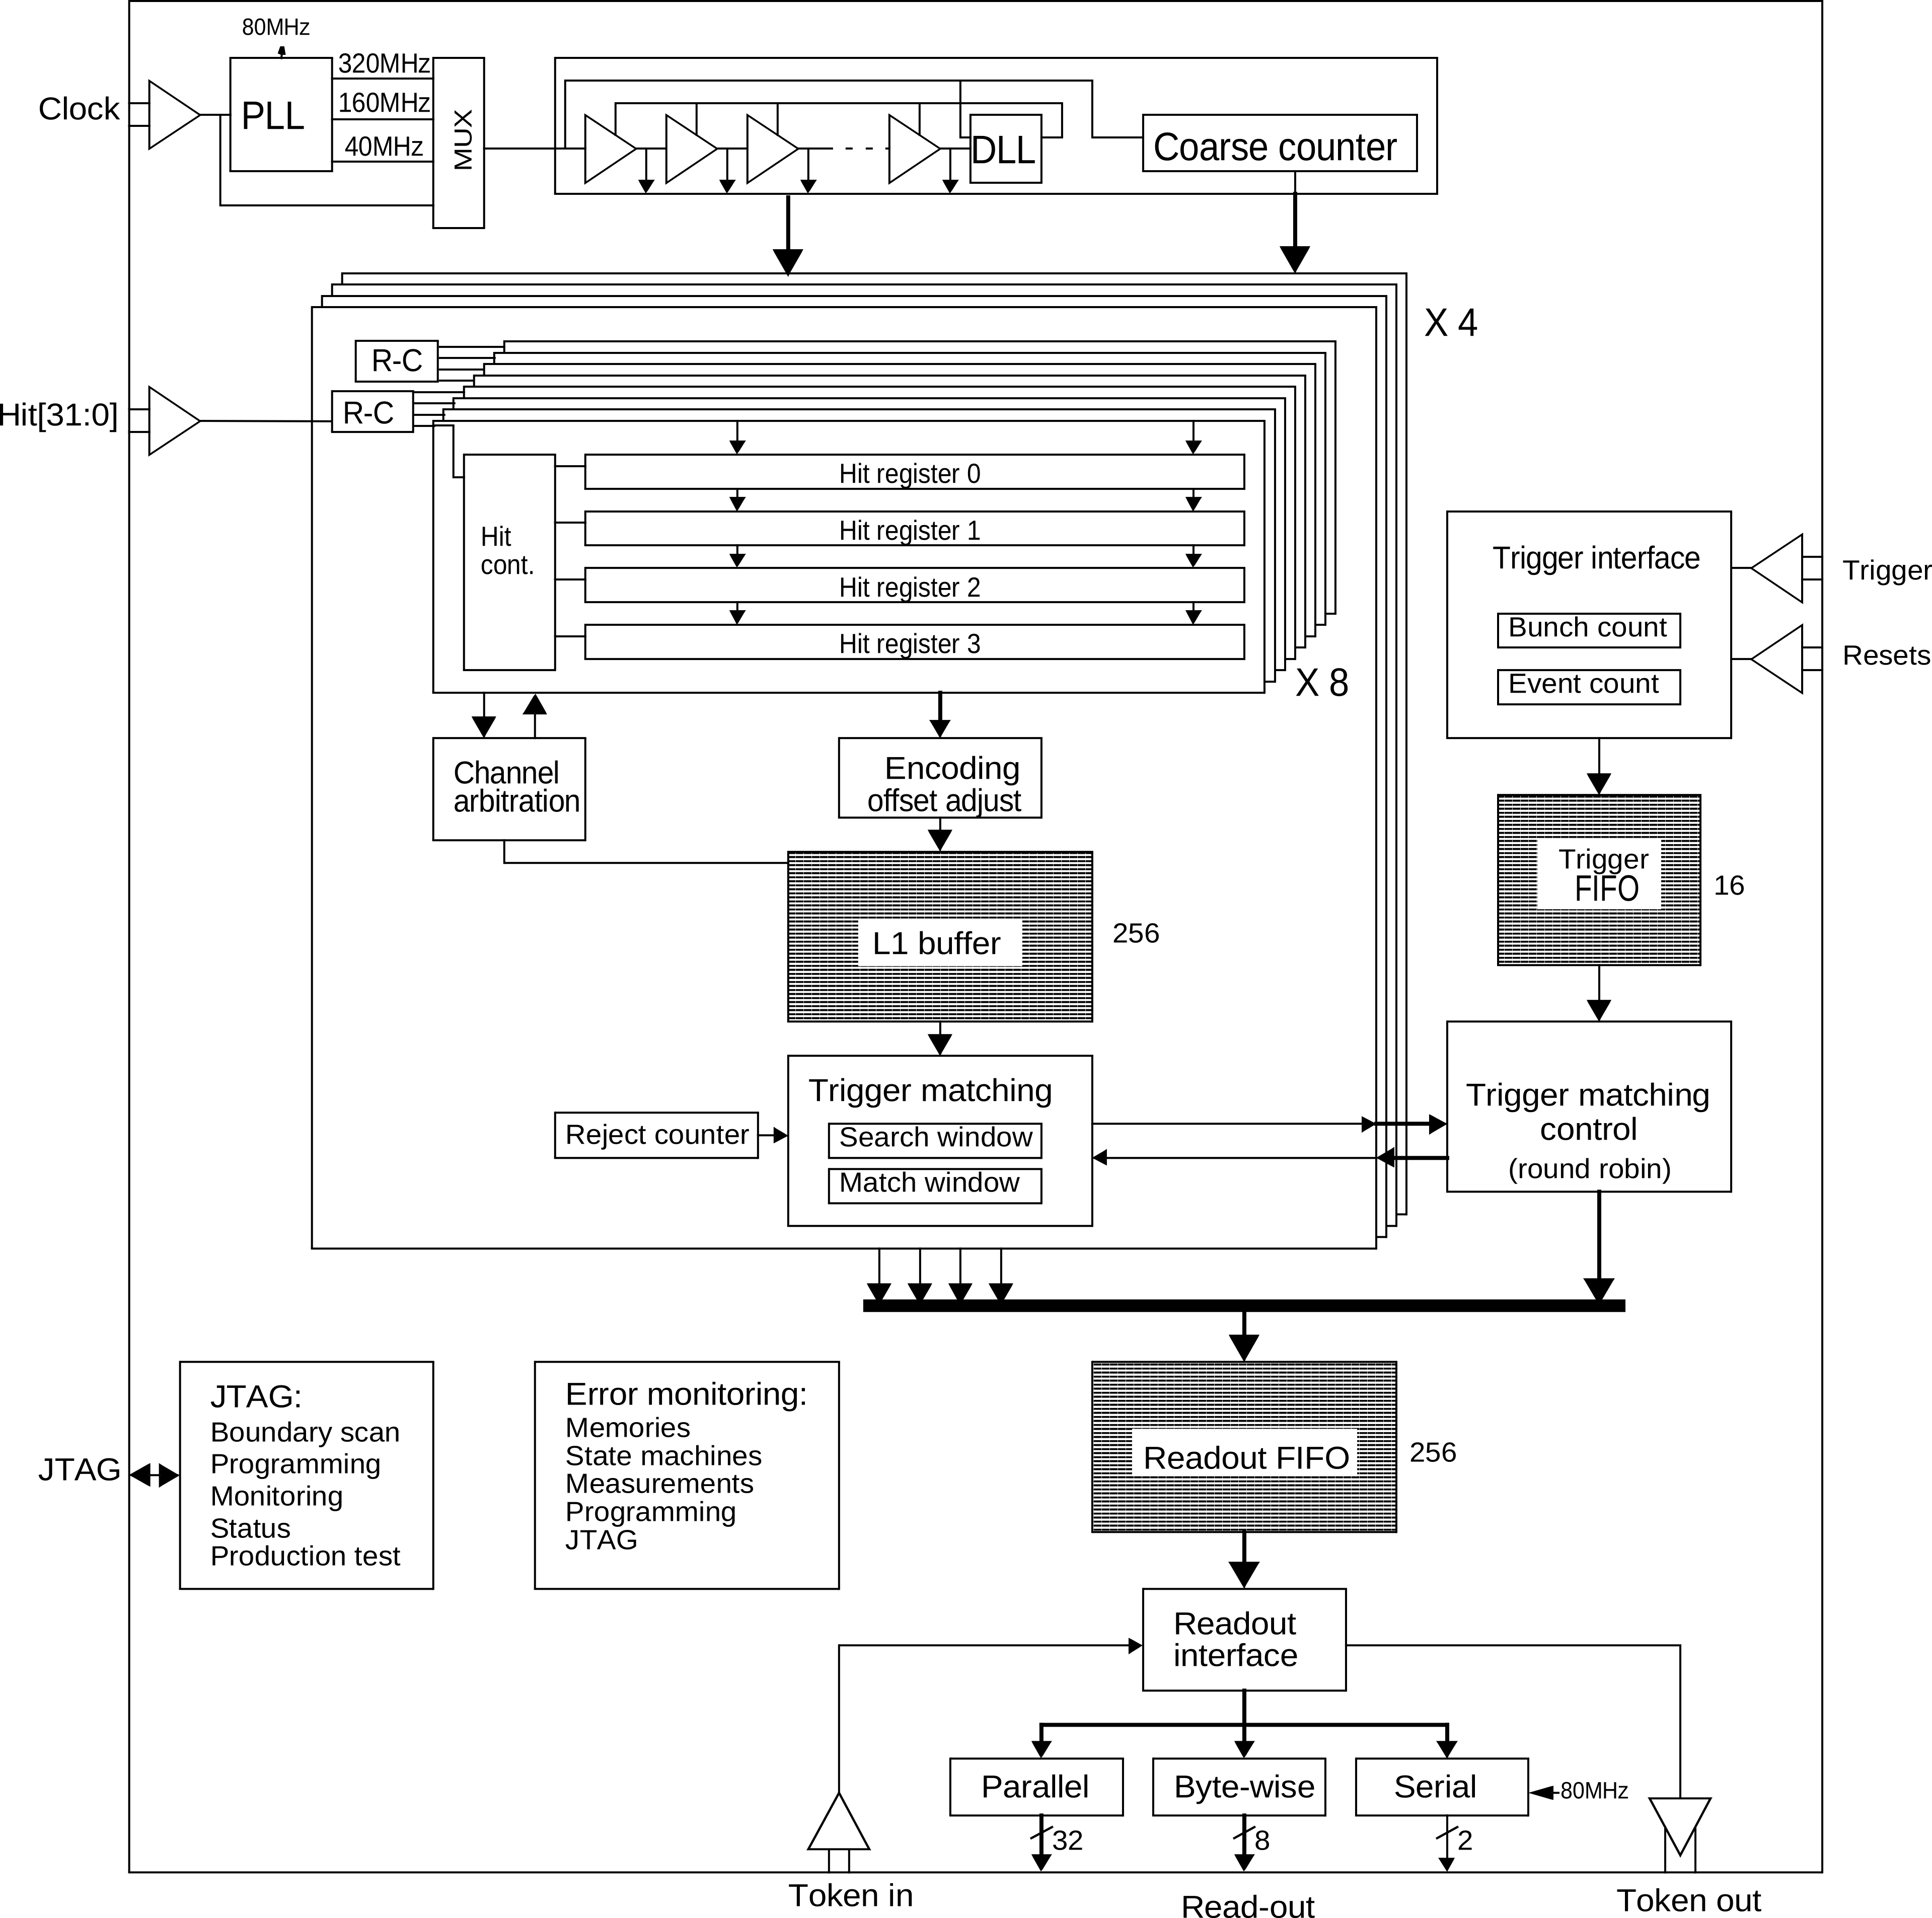 80MHz
Clock
PLL
320MHz
160MHz
40MHz
MUX
DLL
Coarse counter
X 4
R-C
R-C
Hit[31:0]
Hit register 0
Hit register 1
Hit register 2
Hit register 3
Hit
cont.
X 8
Trigger interface
Bunch count
Event count
Trigger
Resets
Channel
arbitration
Encoding
offset adjust
L1 buffer
256
Trigger
FIFO
16
Trigger matching
Search window
Match window
Reject counter
Trigger matching
control
(round robin)
JTAG
JTAG:
Boundary scan
Programming
Monitoring
Status
Production test
Error monitoring:
Memories
State machines
Measurements
Programming
JTAG
Readout FIFO
256
Readout
interface
Parallel
Byte-wise
Serial
80MHz
32
8
2
Token in
Read-out
Token out